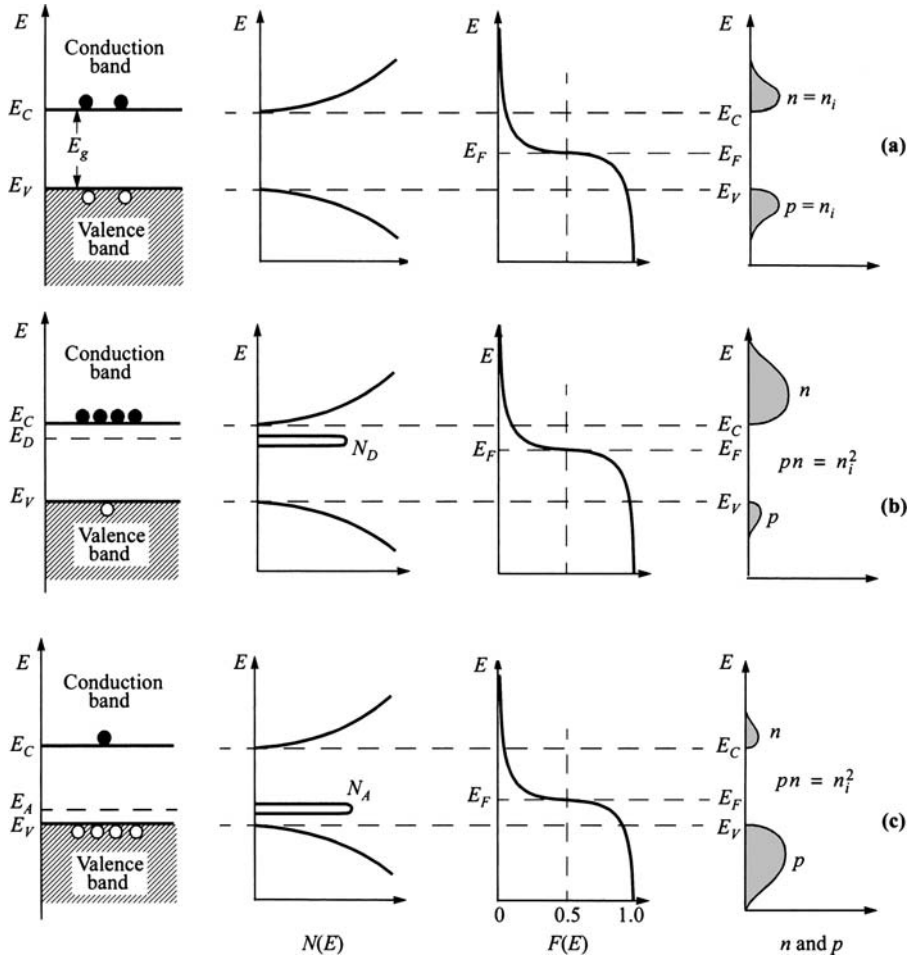 E
Conduction
band
E_C
E_g
E_V
Valence
band
E
E
E_F
E
n = n_i
E_C
E_F
E_V
p = n_i
(a)
E
Conduction
band
E_C
E_D
E_V
Valence
band
E
N_D
E
E_F
E
n
E_C
E_F
pn = n_i^2
E_V
p
(b)
E
Conduction
band
E_C
E_A
E_V
Valence
band
E
N_A
N(E)
E
E_F
0 0.5 1.0
F(E)
E
n
E_C
pn = n_i^2
E_F
E_V
p
(c)
n and p